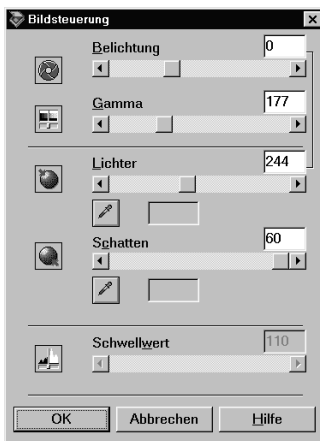 Bildsteuerung
Belichtung 0
Gamma 177
Lichter 244
Schatten 60
Schwellwert 110
OK Abbrechen Hilfe